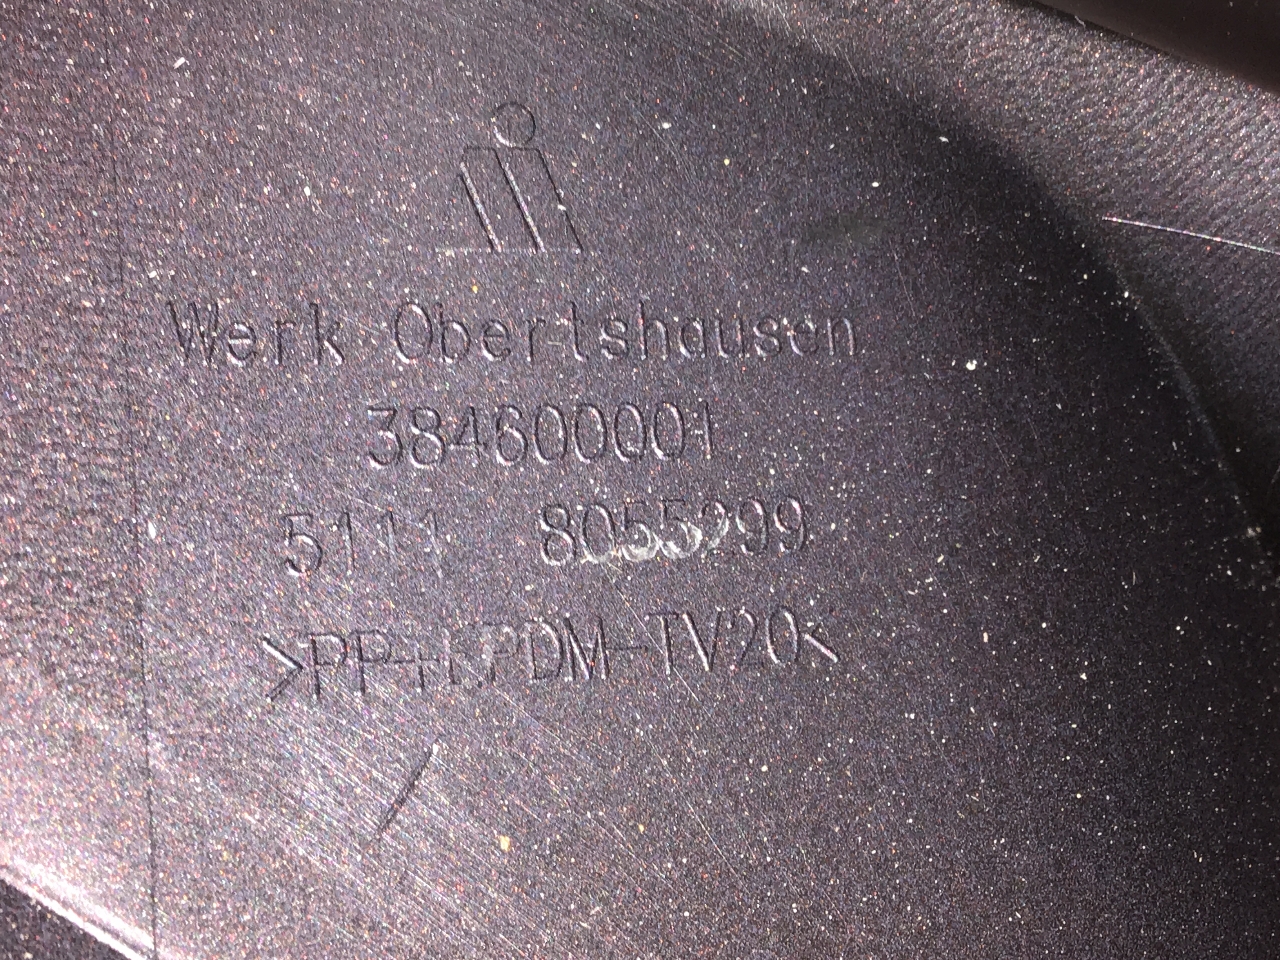 Werk Obertshausen
384600001
5111 8055299
>PP+EPDM-TV20<